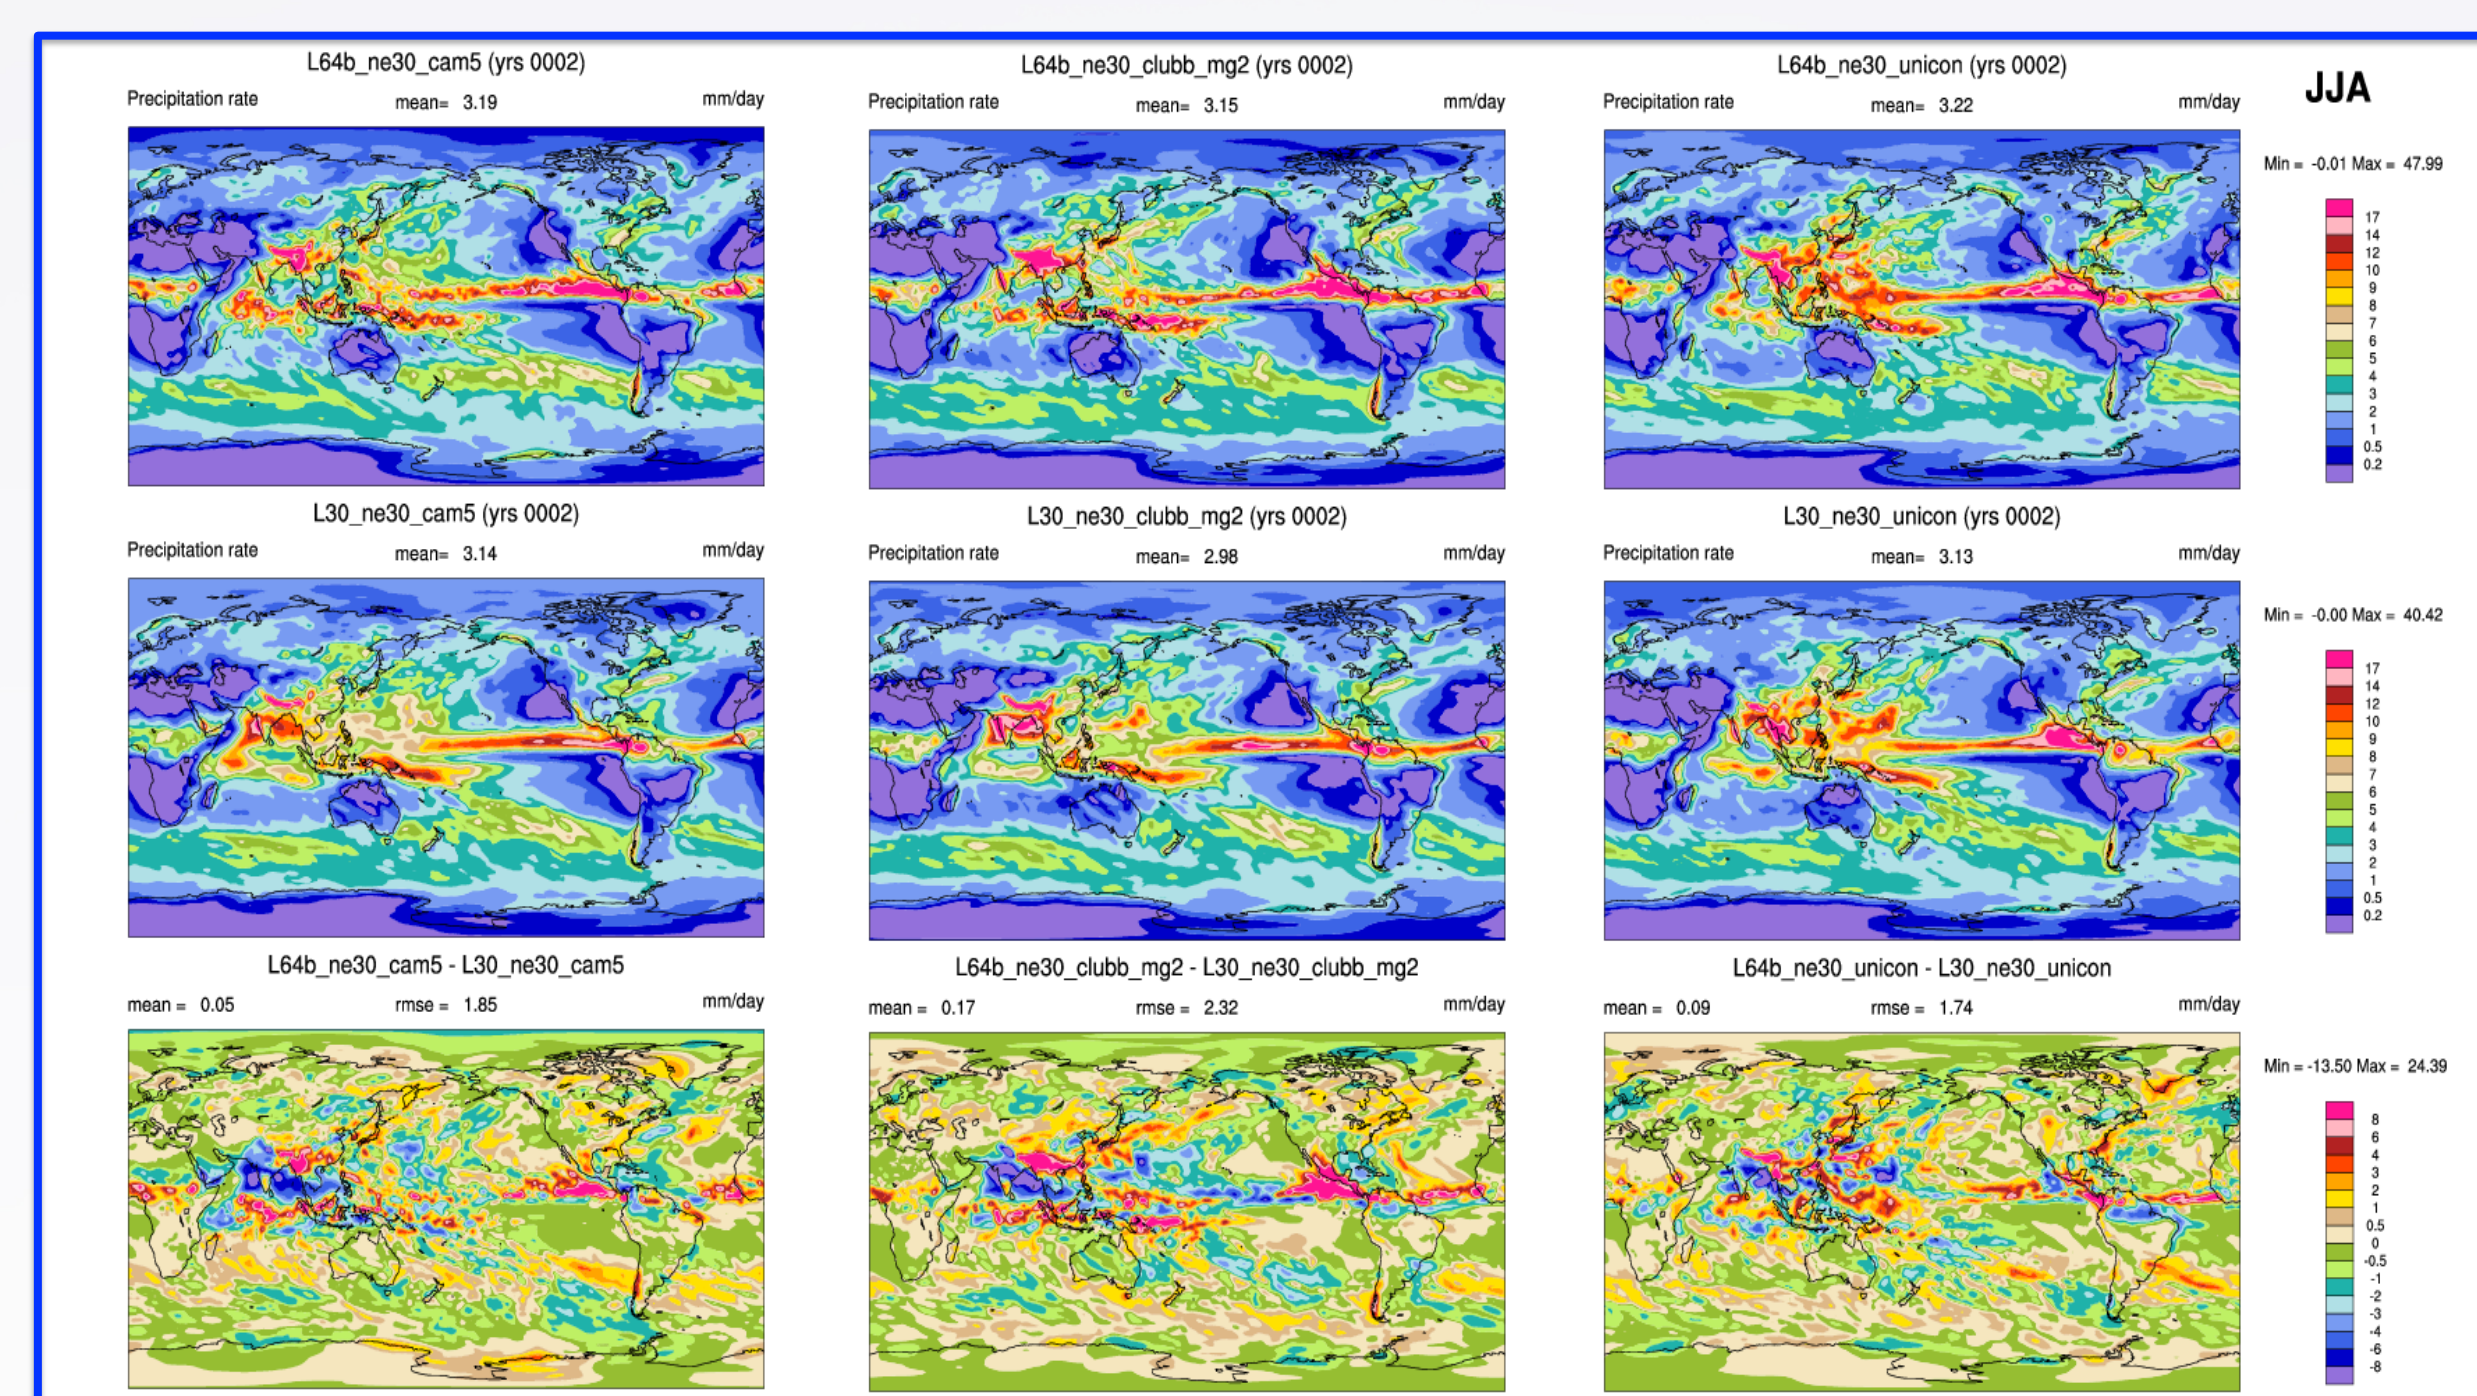 L64b_ne30_cam5 (yrs 0002)
Precipitation rate mean= 3.19 mm/day
L64b_ne30_clubb_mg2 (yrs 0002)
Precipitation rate mean= 3.15 mm/day
L64b_ne30_unicon (yrs 0002)
Precipitation rate mean= 3.22 mm/day
JJA
Min = -0.01 Max = 47.99
17
14
12
10
9
8
7
6
5
4
3
2
1
0.5
0.2
L30_ne30_cam5 (yrs 0002)
Precipitation rate mean= 3.14 mm/day
L30_ne30_clubb_mg2 (yrs 0002)
Precipitation rate mean= 2.98 mm/day
L30_ne30_unicon (yrs 0002)
Precipitation rate mean= 3.13 mm/day
Min = -0.00 Max = 40.42
17
14
12
10
9
8
7
6
5
4
3
2
1
0.5
0.2
L64b_ne30_cam5 - L30_ne30_cam5
mean = 0.05 rmse = 1.85 mm/day
L64b_ne30_clubb_mg2 - L30_ne30_clubb_mg2
mean = 0.17 rmse = 2.32 mm/day
L64b_ne30_unicon - L30_ne30_unicon
mean = 0.09 rmse = 1.74 mm/day
Min = -13.50 Max = 24.39
8
6
4
3
2
1
0.5
0
-0.5
-1
-2
-3
-4
-6
-8